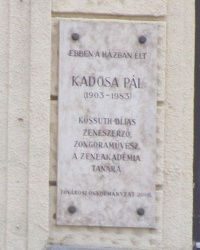 EBBEN A HÁZBAN ÉLT
KADOSA PÁL
(1903-1983)
KOSSUTH-DÍJAS
ZENESZERZŐ,
ZONGORAMŰVÉSZ,
A ZENEAKADÉMIA
TANÁRA